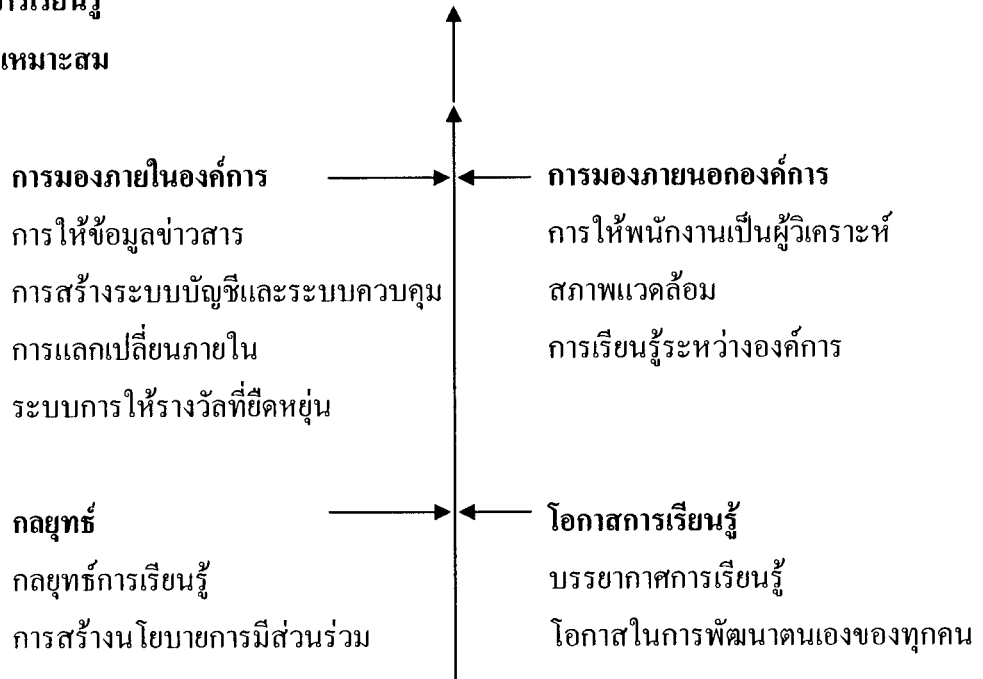 การเรียนรู้
เหมาะสม
การมองภายในองค์การ
การให้ข้อมูลข่าวสาร
การสร้างระบบบัญชีและระบบควบคุม
การแลกเปลี่ยนภายใน
ระบบการให้รางวัลที่ยืดหยุ่น
การมองภายนอกองค์การ
การให้พนักงานเป็นผู้วิเคราะห์
สภาพแวดล้อม
การเรียนรู้ระหว่างองค์การ
กลยุทธ์
กลยุทธ์การเรียนรู้
การสร้างนโยบายการมีส่วนร่วม
โอกาสการเรียนรู้
บรรยากาศการเรียนรู้
โอกาสในการพัฒนาตนเองของทุกคน